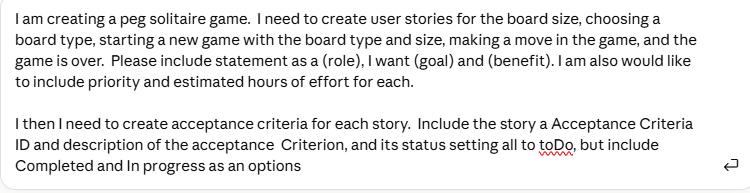 I am creating a peg solitaire game.  I need to create user stories for the board size, choosing a
board type, starting a new game with the board type and size, making a move in the game, and the
game is over.  Please include statement as a (role), I want (goal) and (benefit). I am also would like
to include priority and estimated hours of effort for each.

I then I need to create acceptance criteria for each story.  Include the story a Acceptance Criteria
ID and description of the acceptance  Criterion, and its status setting all to toDo, but include
Completed and In progress as an options